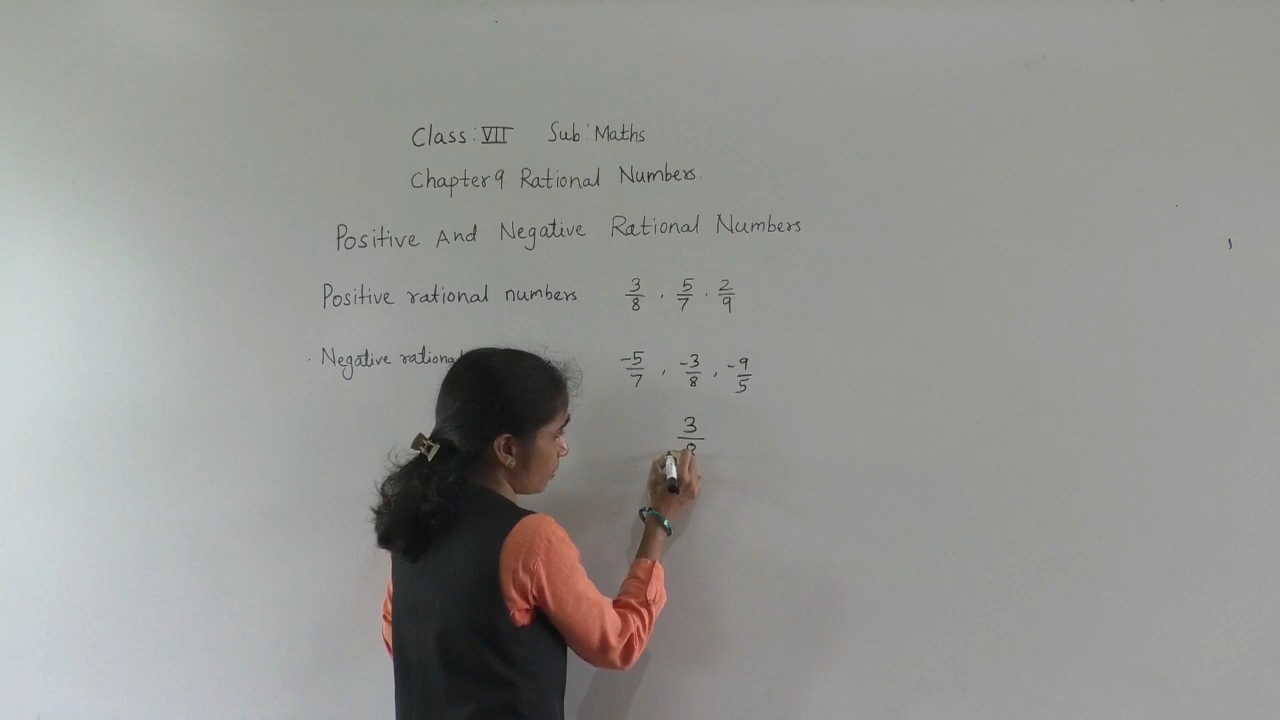 Class: VII Sub: Maths
Chapter 9 Rational Numbers
Positive And Negative Rational Numbers
Positive rational numbers 3/8, 5/7, 2/9
Negative rational -5/7, -3/8, -9/5
3/8